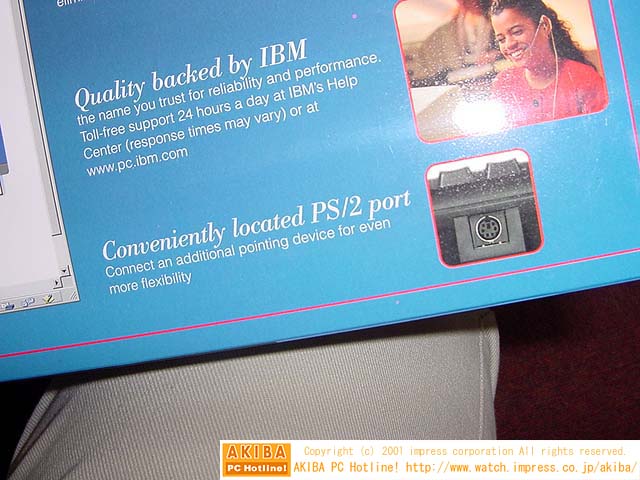 Quality backed by IBM
the name you trust for reliability and performance.
Toll-free support 24 hours a day at IBM's Help
Center (response times may vary) or at
www.pc.ibm.com
Conveniently located PS/2 port
Connect an additional pointing device for even
more flexibility
AKIBA
PC Hotline!
Copyright (c) 2001 impress corporation All rights reserved.
AKIBA PC Hotline! http://www.watch.impress.co.jp/akiba/